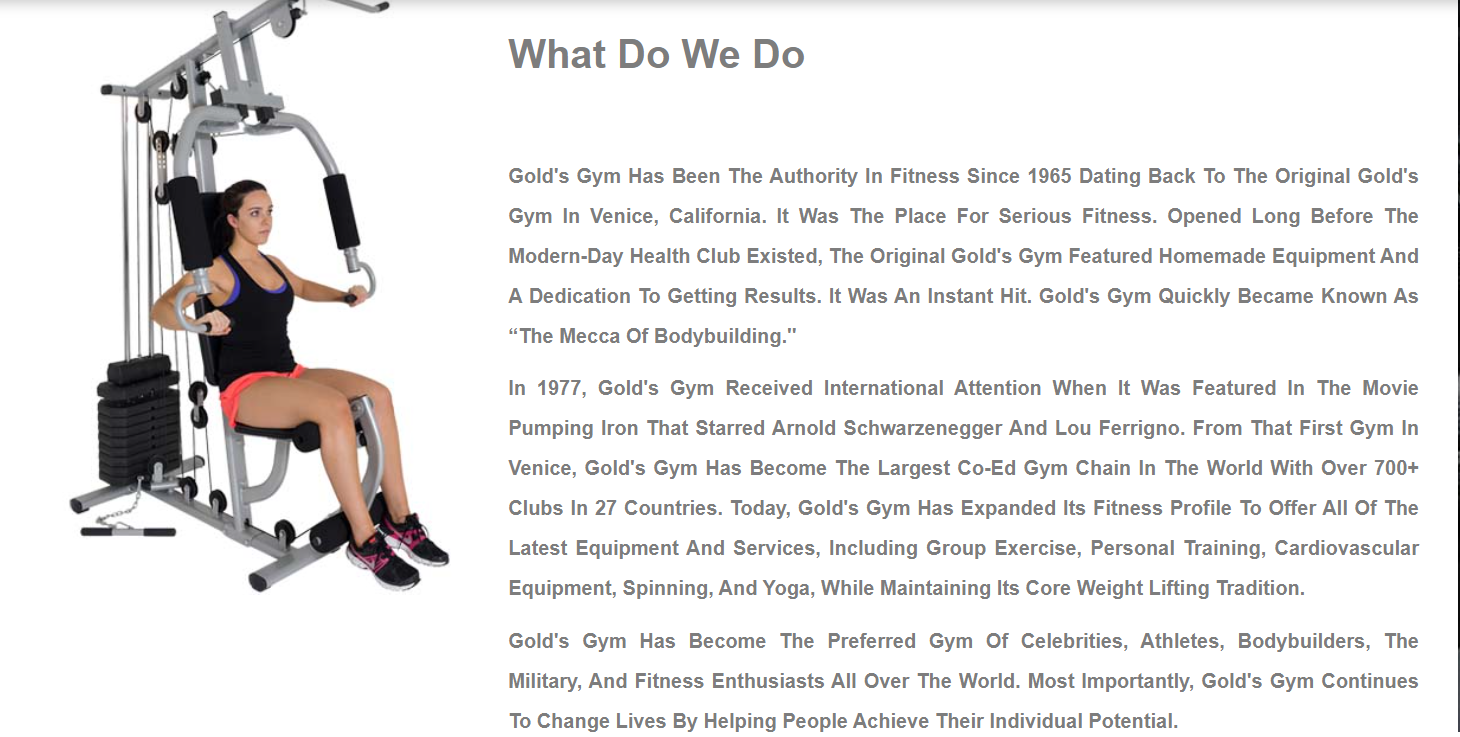 What Do We Do
Gold's Gym Has Been The Authority In Fitness Since 1965 Dating Back To The Original Gold's
Gym In Venice, California. It Was The Place For Serious Fitness. Opened Long Before The
Modern-Day Health Club Existed, The Original Gold's Gym Featured Homemade Equipment And
A Dedication To Getting Results. It Was An Instant Hit. Gold's Gym Quickly Became Known As
“The Mecca Of Bodybuilding."
In 1977, Gold's Gym Received International Attention When It Was Featured In The Movie
Pumping Iron That Starred Arnold Schwarzenegger And Lou Ferrigno. From That First Gym In
Venice, Gold's Gym Has Become The Largest Co-Ed Gym Chain In The World With Over 700+
Clubs In 27 Countries. Today, Gold's Gym Has Expanded Its Fitness Profile To Offer All Of The
Latest Equipment And Services, Including Group Exercise, Personal Training, Cardiovascular
Equipment, Spinning, And Yoga, While Maintaining Its Core Weight Lifting Tradition.
Gold's Gym Has Become The Preferred Gym Of Celebrities, Athletes, Bodybuilders, The
Military, And Fitness Enthusiasts All Over The World. Most Importantly, Gold's Gym Continues
To Change Lives By Helping People Achieve Their Individual Potential.